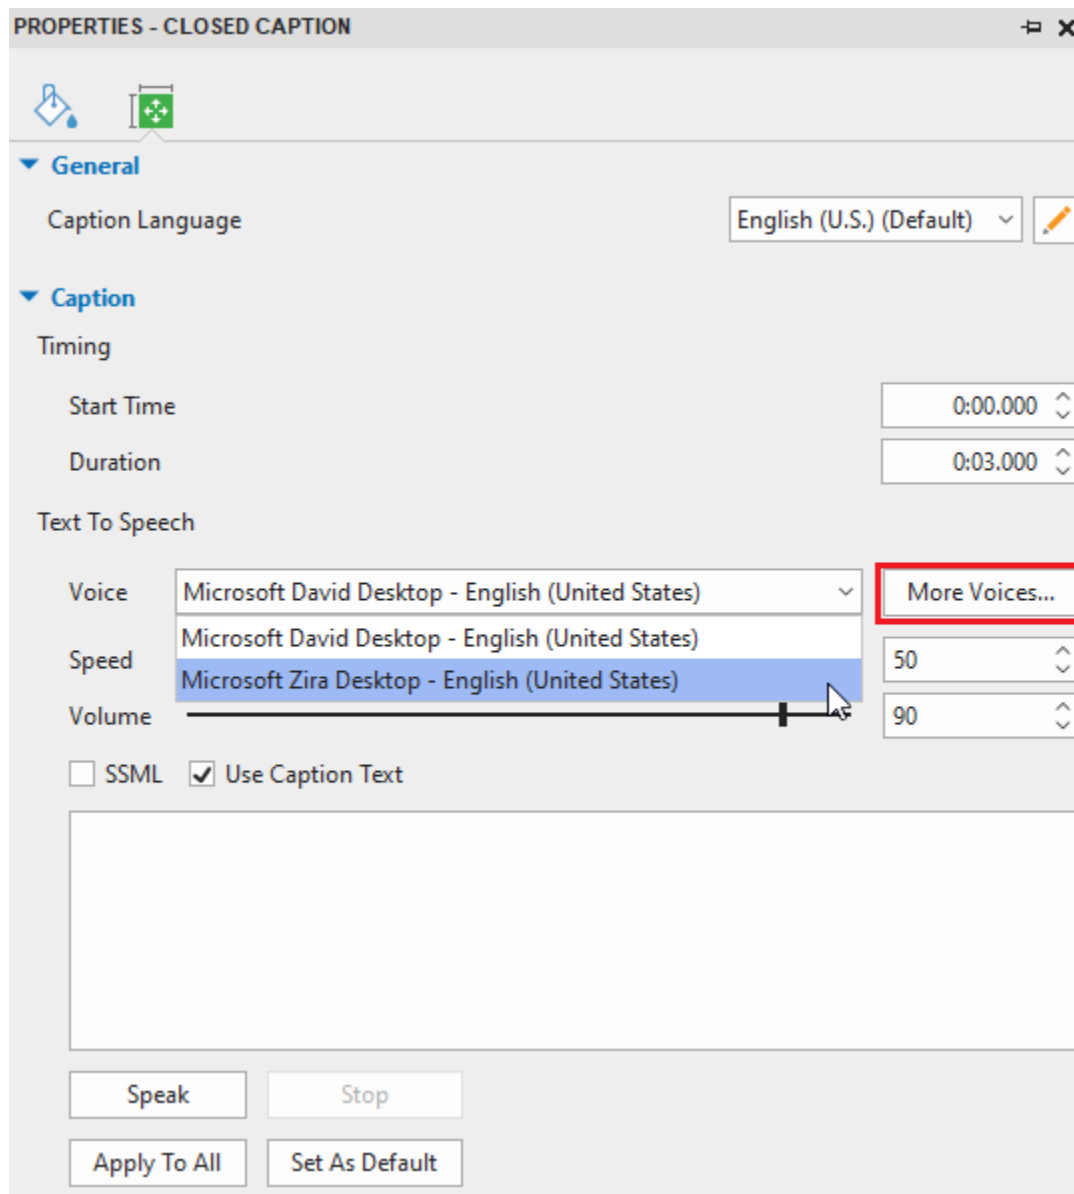 PROPERTIES - CLOSED CAPTION
General
Caption Language English (U.S.) (Default)
Caption
Timing
Start Time 0:00.000
Duration 0:03.000
Text To Speech
Voice Microsoft David Desktop - English (United States) More Voices...
Microsoft David Desktop - English (United States)
Speed 50
Microsoft Zira Desktop - English (United States)
Volume 90
SSML Use Caption Text
Speak Stop
Apply To All Set As Default